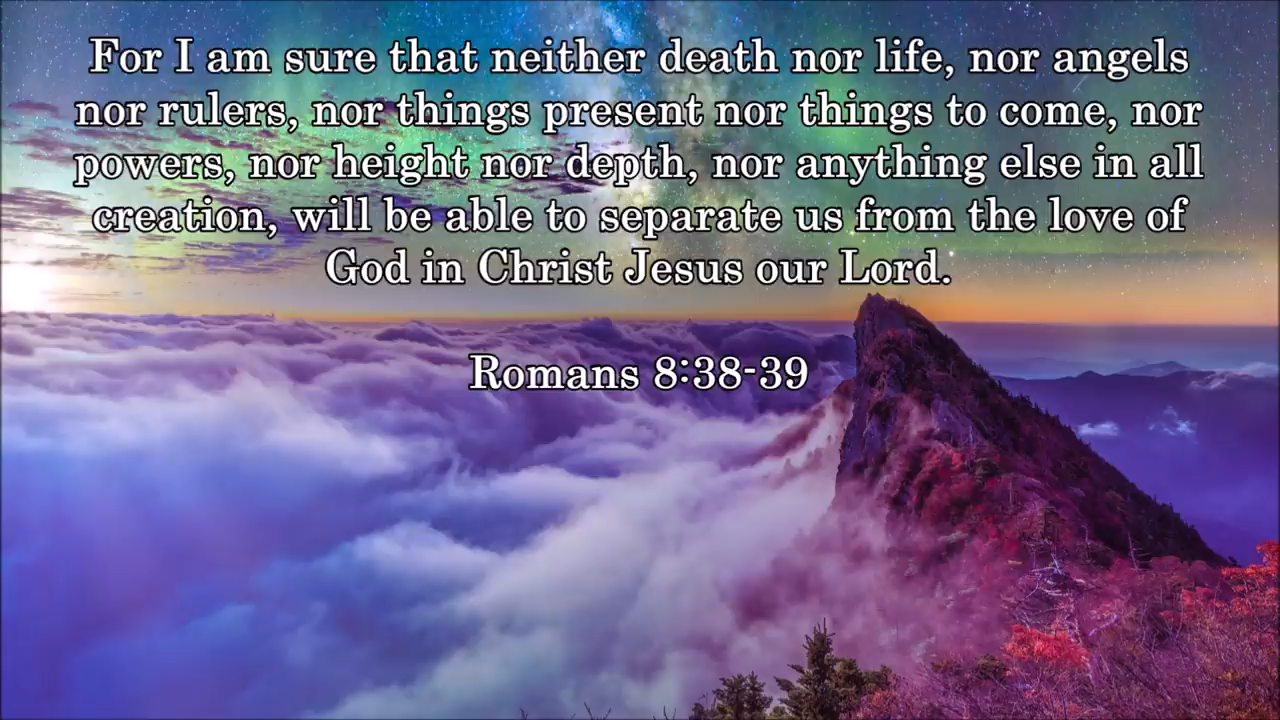 For I am sure that neither death nor life, nor angels
nor rulers, nor things present nor things to come, nor
powers, nor height nor depth, nor anything else in all
creation, will be able to separate us from the love of
God in Christ Jesus our Lord.
Romans 8:38-39